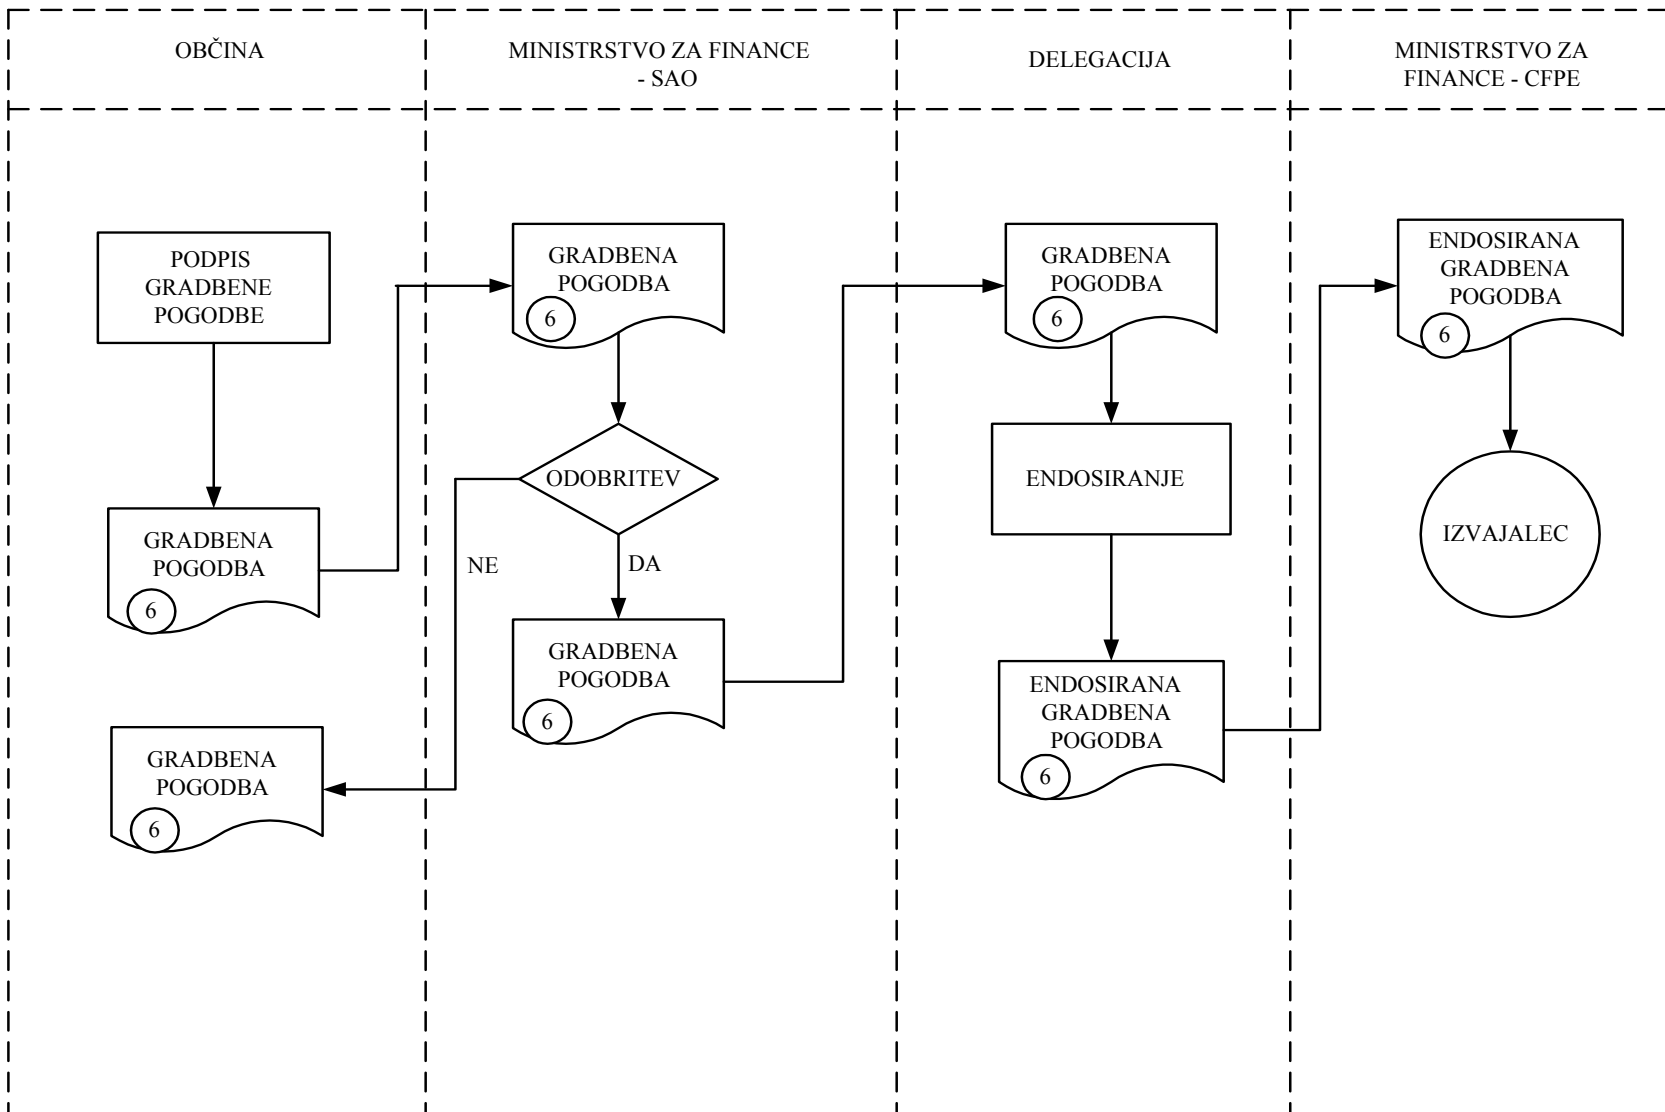 OBČINA
MINISTRSTVO ZA FINANCE
- SAO
DELEGACIJA
MINISTRSTVO ZA
FINANCE - CFPE
PODPIS
GRADBENE
POGODBE
GRADBENA
POGODBA
6
GRADBENA
POGODBA
6
GRADBENA
POGODBA
6
ODOBRITEV
NE
DA
GRADBENA
POGODBA
6
GRADBENA
POGODBA
6
ENDOSIRANJE
ENDOSIRANA
GRADBENA
POGODBA
6
ENDOSIRANA
GRADBENA
POGODBA
6
IZVAJALEC